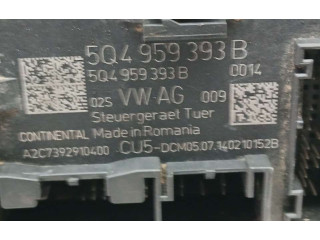 5Q4 959 393 B
5Q4 959 393 B 0014
02S VW-AG 009
Steuergeraet Tuer
CONTINENTAL Made in Romania
A2C7392910400 CU5-DCM05.07.140210152B